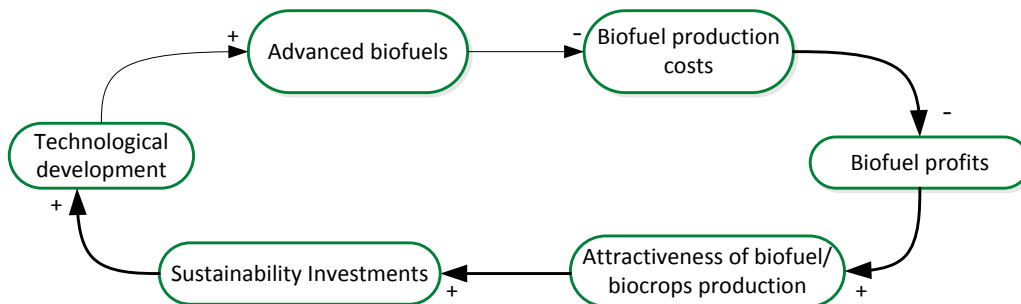 +
Advanced biofuels
-
Biofuel production
costs
-
Biofuel profits
+
Attractiveness of biofuel/
biocrops production
+
Sustainability Investments
+
Technological
development